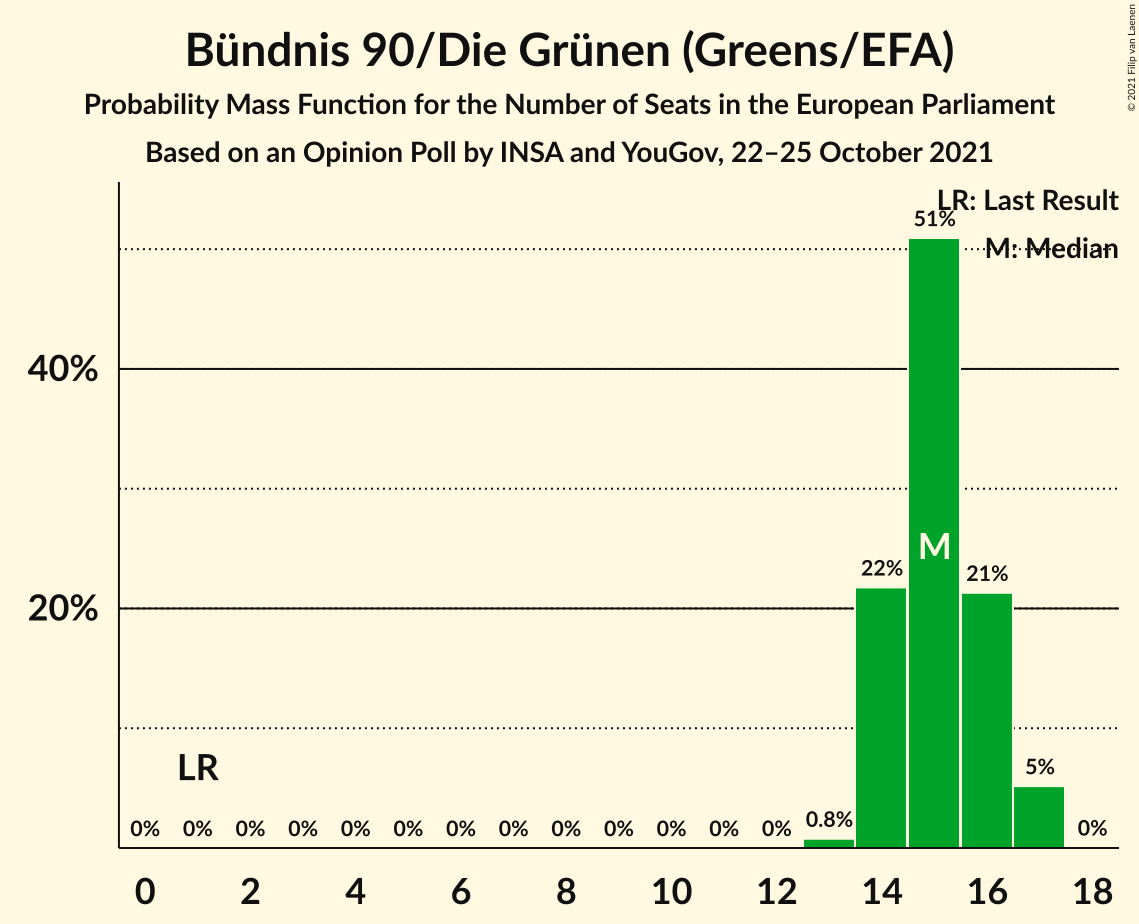 Bündnis 90/Die Grünen (Greens/EFA)
Probability Mass Function for the Number of Seats in the European Parliament
Based on an Opinion Poll by INSA and YouGov, 22–25 October 2021
© 2021 Filip van Laenen
LR: Last Result
M: Median
51%
40%
M
22%
21%
20%
LR
5%
0% 0% 0% 0% 0% 0% 0% 0% 0% 0% 0% 0% 0% 0.8% 0%
0 2 4 6 8 10 12 14 16 18